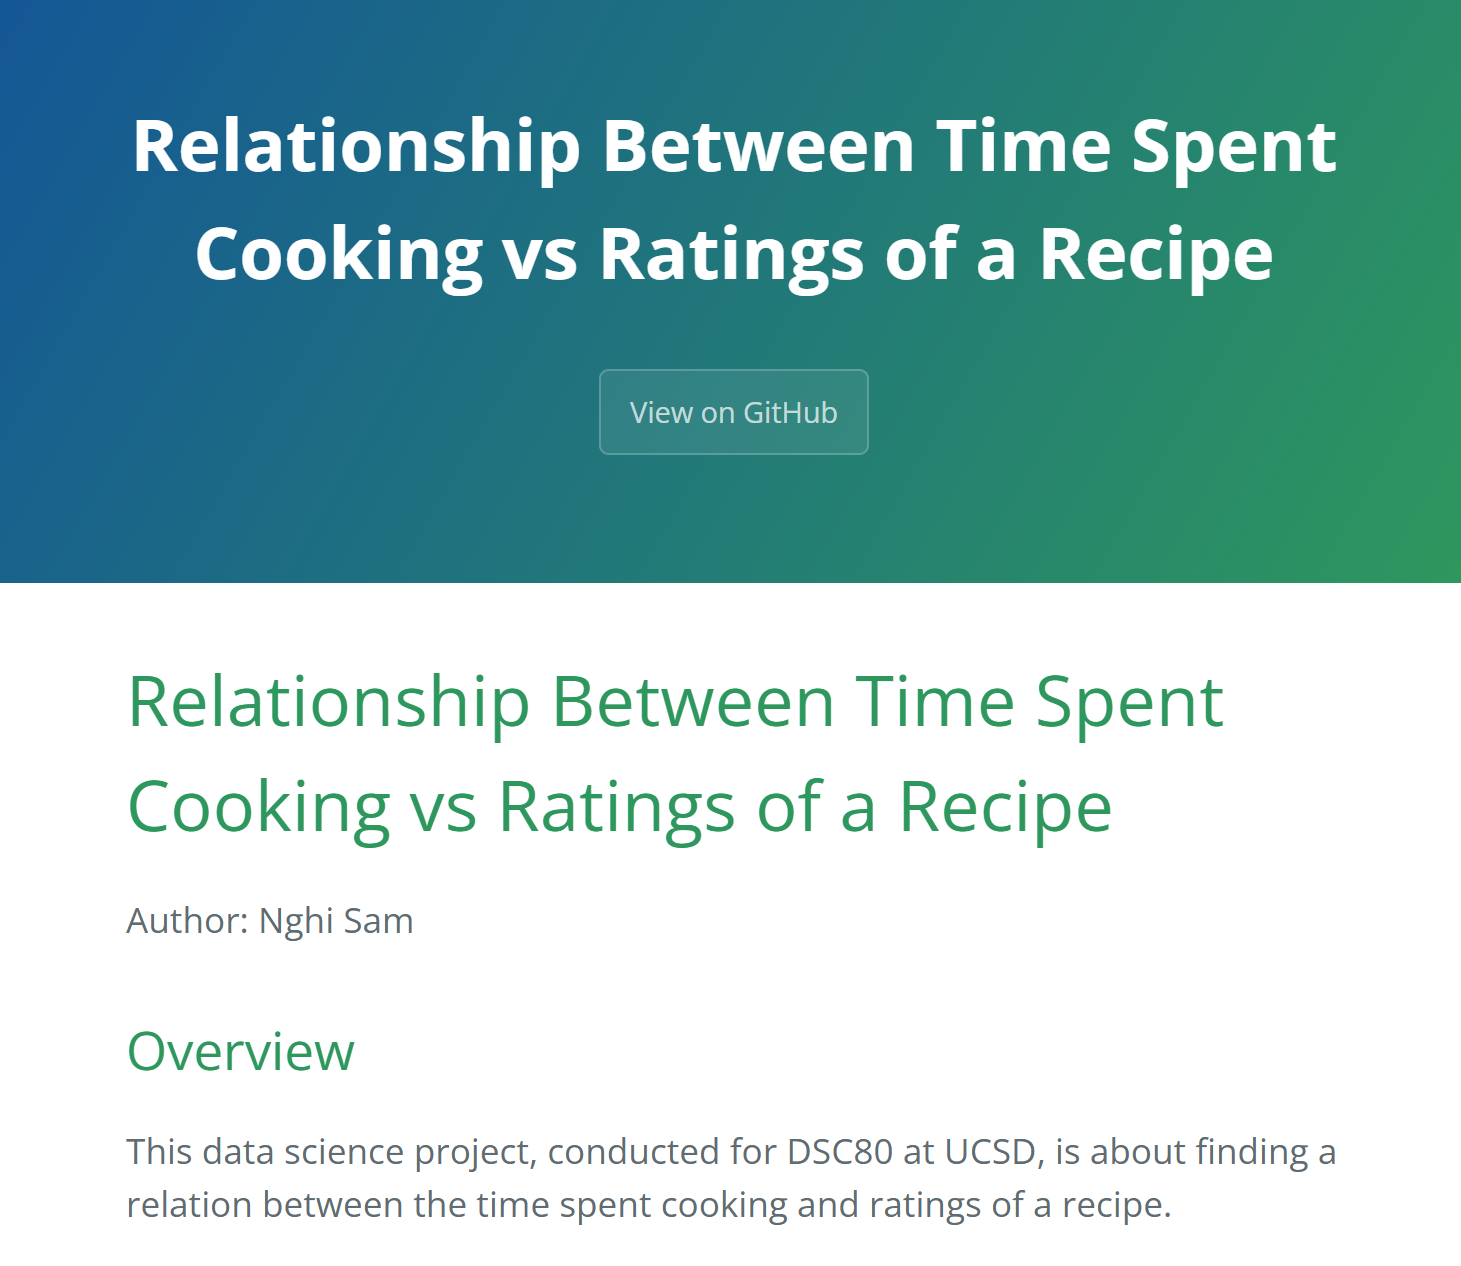 Relationship Between Time Spent
Cooking vs Ratings of a Recipe
View on GitHub
Relationship Between Time Spent
Cooking vs Ratings of a Recipe
Author: Nghi Sam
Overview
This data science project, conducted for DSC80 at UCSD, is about finding a
relation between the time spent cooking and ratings of a recipe.